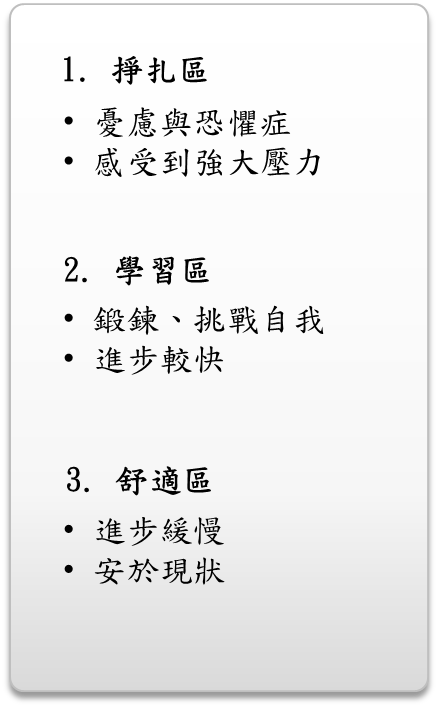 1. 掙扎區
• 憂慮與恐懼症
• 感受到強大壓力
2. 學習區
• 鍛鍊、挑戰自我
• 進步較快
3. 舒適區
• 進步緩慢
• 安於現狀